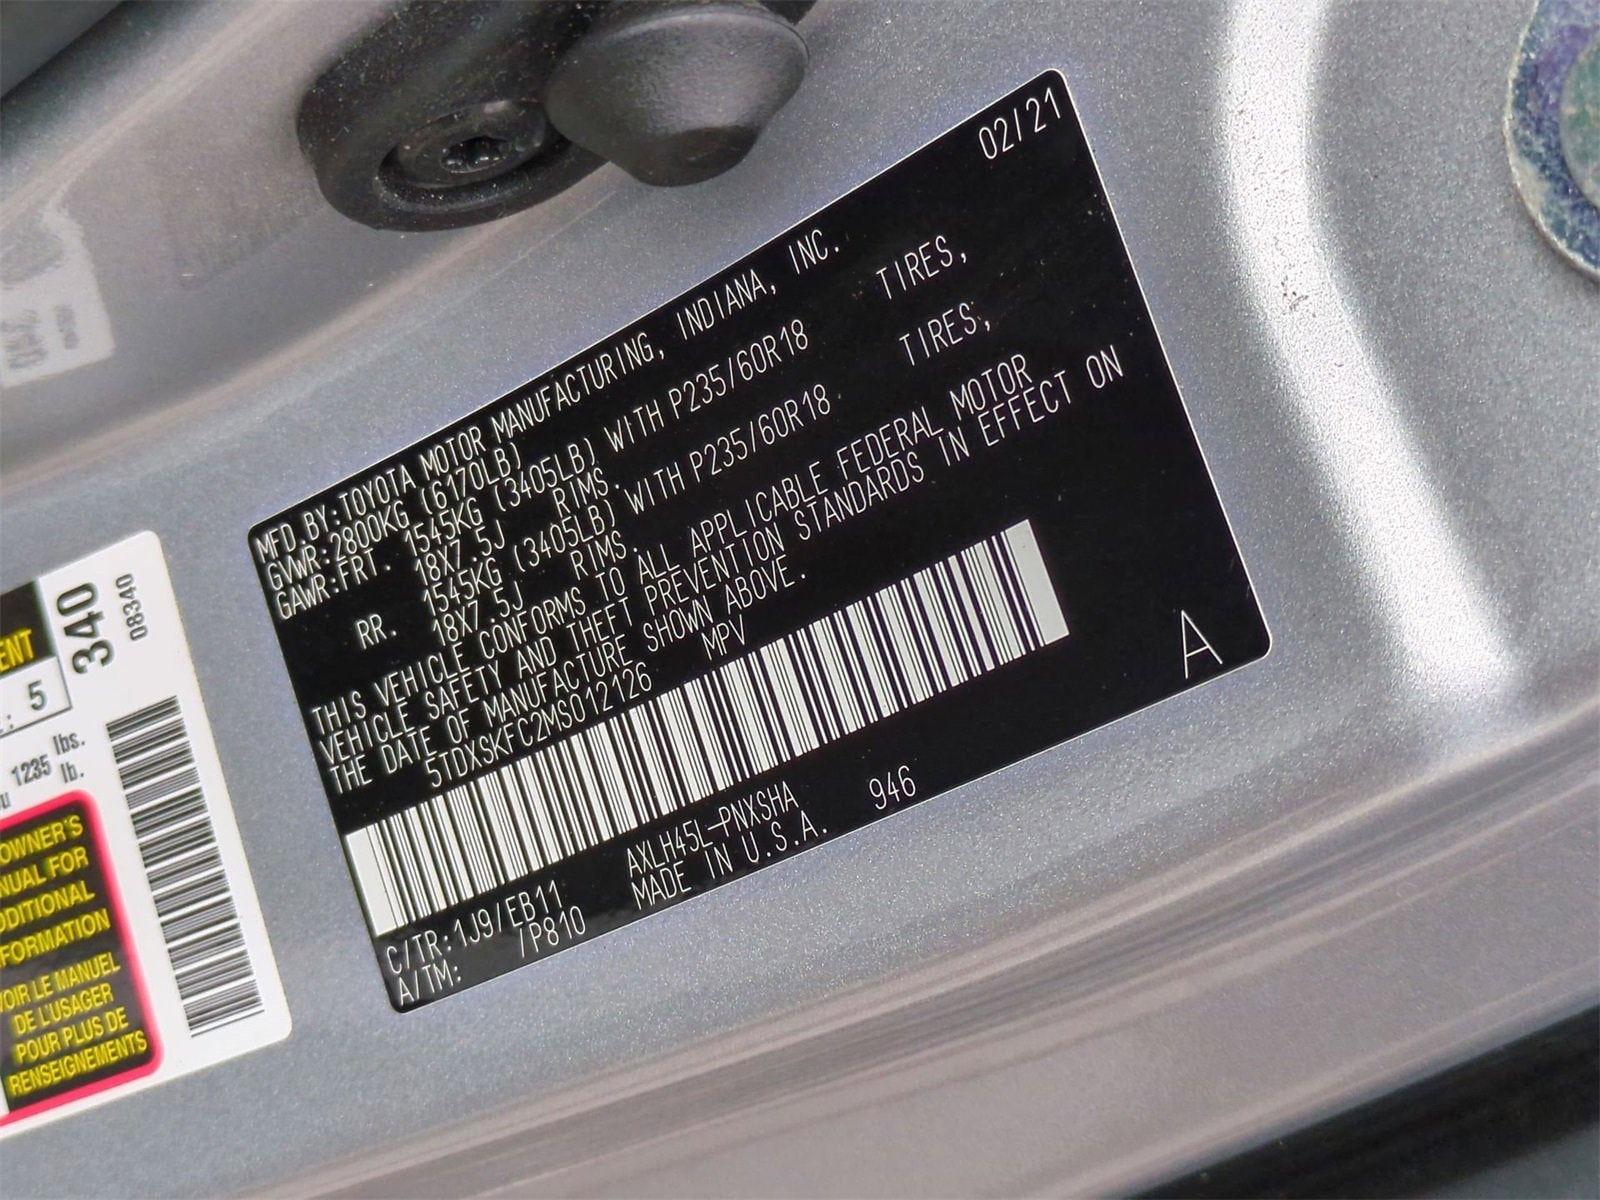 02/21
MFD.BY:TOYOTA MOTOR MANUFACTURING, INDIANA, INC.
GVWR:2800KG (6170LB)
GAWR:FRT. 1545KG (3405LB) WITH P235/60R18 TIRES,
18X7.5J RIMS.
RR. 1545KG (3405LB) WITH P235/60R18 TIRES,
18X7.5J RIMS.
THIS VEHICLE CONFORMS TO ALL APPLICABLE FEDERAL MOTOR
VEHICLE SAFETY AND THEFT PREVENTION STANDARDS IN EFFECT ON
THE DATE OF MANUFACTURE SHOWN ABOVE.
5TDXSKFC2MS012126 MPV
C/TR:1J9/EB11 AXLH45L-PNXSHA 946
A/TM: /P810 MADE IN U.S.A.
A
ENT
5
340
08340
1235 lbs.
lb.
OWNER'S
NUAL FOR
DDITIONAL
FORMATION
VOIR LE MANUEL
DE L'USAGER
POUR PLUS DE
RENSEIGNEMENTS